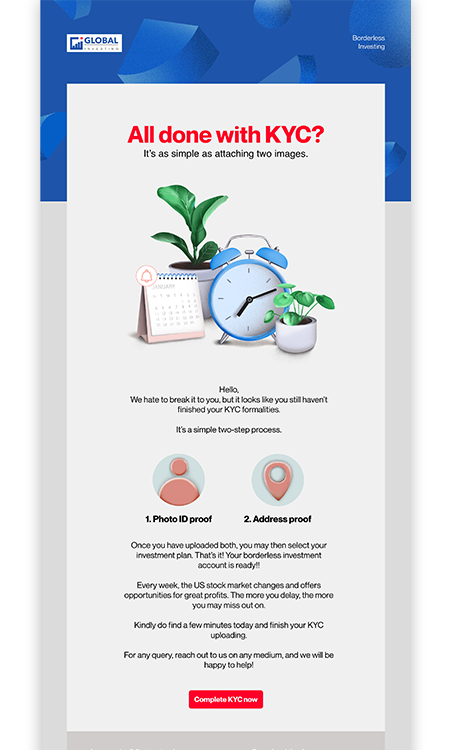 GLOBAL
INVESTING
Borderless
Investing
All done with KYC?
It's as simple as attaching two images.
JANUARY
Hello,
We hate to break it to you, but it looks like you still haven't
finished your KYC formalities.
It's a simple two-step process.
1. Photo ID proof
2. Address proof
Once you have uploaded both, you may then select your
investment plan. That's it! Your borderless investment
account is ready!!
Every week, the US stock market changes and offers
opportunities for great profits. The more you delay, the more
you may miss out on.
Kindly do find a few minutes today and finish your KYC
uploading.
For any query, reach out to us on any medium, and we will be
happy to help!
Complete KYC now